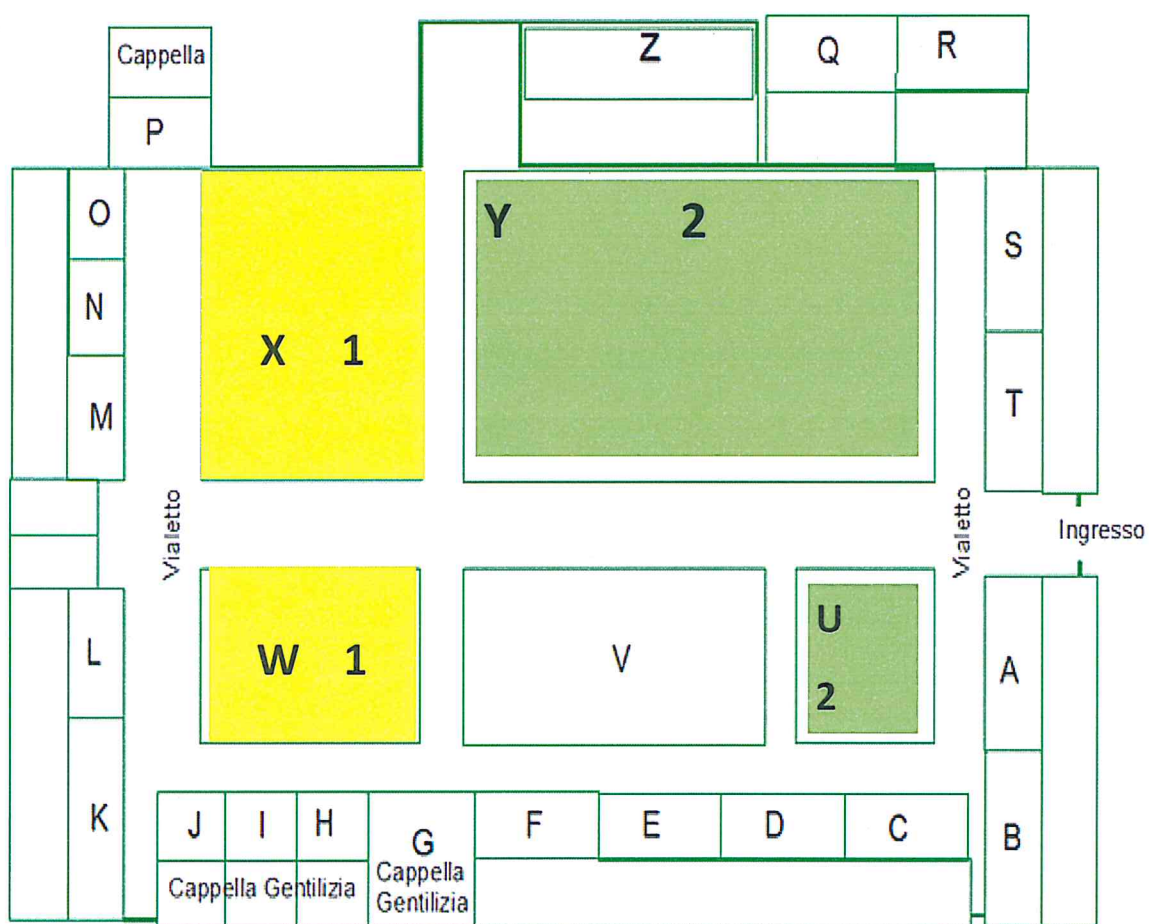 Cappella
Z
Q
R
P
O
Y 2
S
N
X 1
M
T
Vialetto
Vialetto
Ingresso
L
W 1
V
U
2
A
K
J
I
H
G
F
E
D
C
B
Cappella Gentilizia
Cappella
Gentilizia